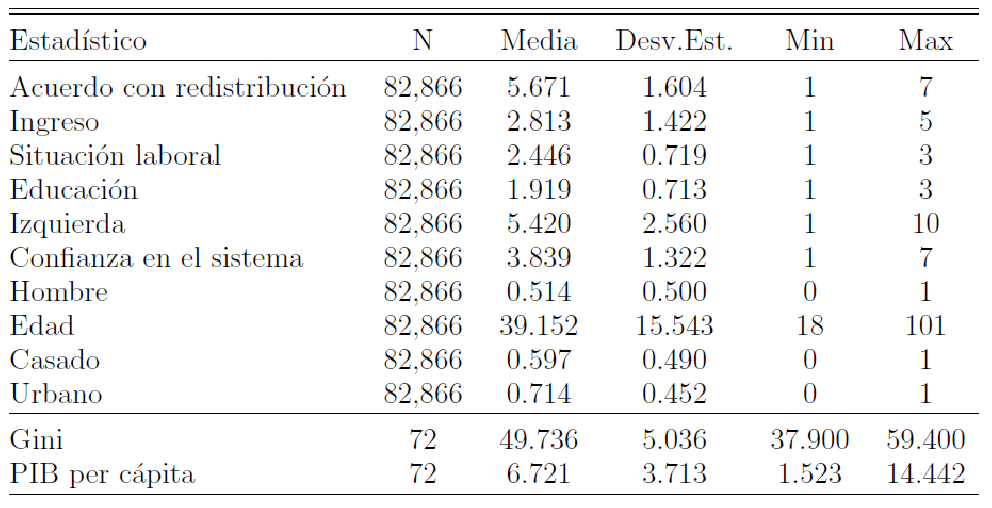 Estadístico N Media Desv.Est. Min Max
Acuerdo con redistribución 82,866 5.671 1.604 1 7
Ingreso 82,866 2.813 1.422 1 5
Situación laboral 82,866 2.446 0.719 1 3
Educación 82,866 1.919 0.713 1 3
Izquierda 82,866 5.420 2.560 1 10
Confianza en el sistema 82,866 3.839 1.322 1 7
Hombre 82,866 0.514 0.500 0 1
Edad 82,866 39.152 15.543 18 101
Casado 82,866 0.597 0.490 0 1
Urbano 82,866 0.714 0.452 0 1
Gini 72 49.736 5.036 37.900 59.400
PIB per cápita 72 6.721 3.713 1.523 14.442